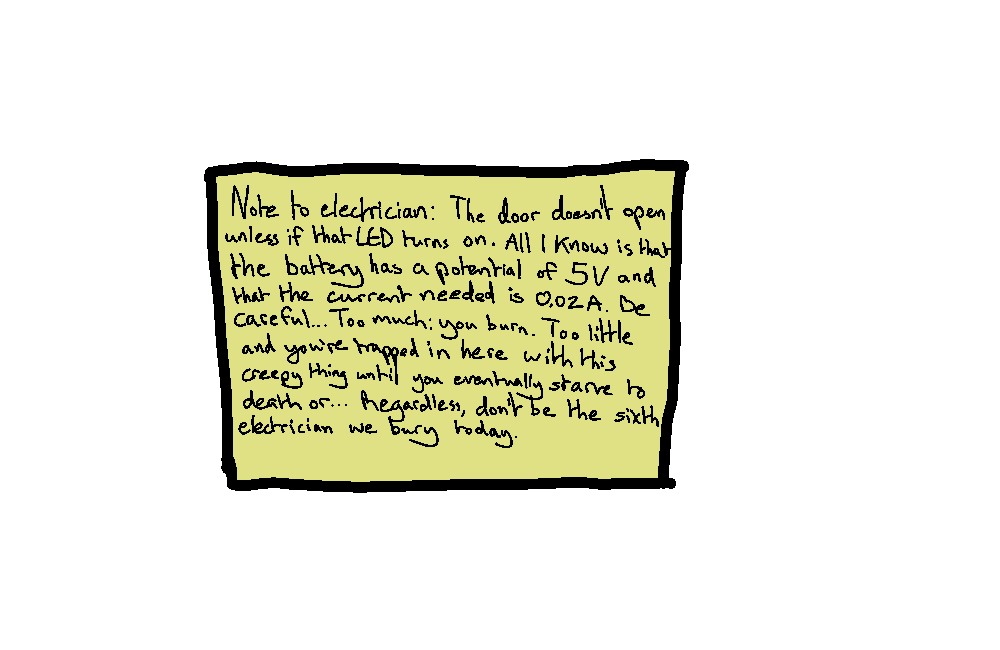 Note to electrician: The door doesn't open
unless if that LED turns on. All I know is that
the battery has a potential of 5V and
that the current needed is 0.02A. Be
careful... Too much; you burn. Too little
and you're trapped in here with this
creepy thing until you eventually starve to
death or... Regardless, don't be the sixth
electrician we bury today.